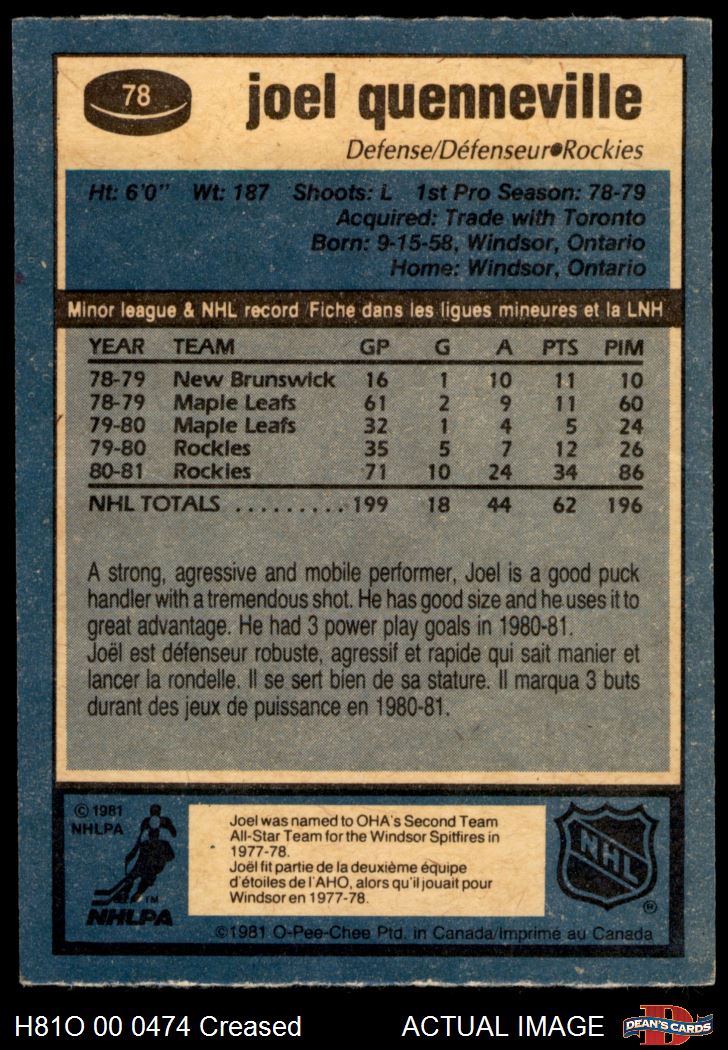 78
joel quenneville
Defense/Défenseur•Rockies
Ht: 6'0" Wt: 187 Shoots: L 1st Pro Season: 78-79
Acquired: Trade with Toronto
Born: 9-15-58, Windsor, Ontario
Home: Windsor, Ontario
Minor league & NHL record/Fiche dans les ligues mineures et la LNH
YEAR TEAM GP G A PTS PIM
78-79 New Brunswick 16 1 10 11 10
78-79 Maple Leafs 61 2 9 11 60
79-80 Maple Leafs 32 1 4 5 24
79-80 Rockies 35 5 7 12 26
80-81 Rockies 71 10 24 34 86
NHL TOTALS ......... 199 18 44 62 196
A strong, agressive and mobile performer, Joel is a good puck
handler with a tremendous shot. He has good size and he uses it to
great advantage. He had 3 power play goals in 1980-81.
Joël est défenseur robuste, agressif et rapide qui sait manier et
lancer la rondelle. Il se sert bien de sa stature. Il marqua 3 buts
durant des jeux de puissance en 1980-81.
© 1981
NHLPA
TM
NHLPA
Joel was named to OHA's Second Team
All-Star Team for the Windsor Spitfires in
1977-78.
Joël fit partie de la deuxième équipe
d'étoiles de l'AHO, alors qu'il jouait pour
Windsor en 1977-78.
NHL
®
©1981 O-Pee-Chee Ptd. in Canada/Imprimé au Canada
H81O 00 0474 Creased
ACTUAL IMAGE
D
DEAN'S CARDS